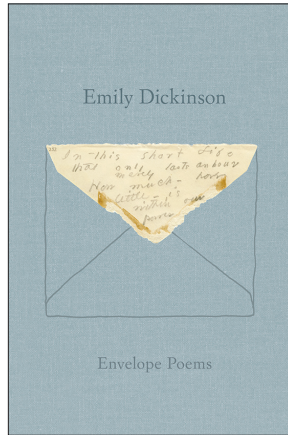 Emily Dickinson
In this short Life
that only lasts an hour
merely
How much -
little - is
within our
power
Envelope Poems